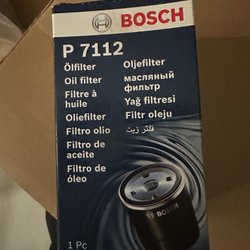 BOSCH
P 7112
Ölfilter
Oil filter
Filtre à
huile
Oliefilter
Filtro olio
Filtro de
aceite
Filtro de
óleo
Oljefilter
масляный
фильтр
Yağ filtresi
Filtr oleju
فلتر زيت
BOSCH
1 Pc